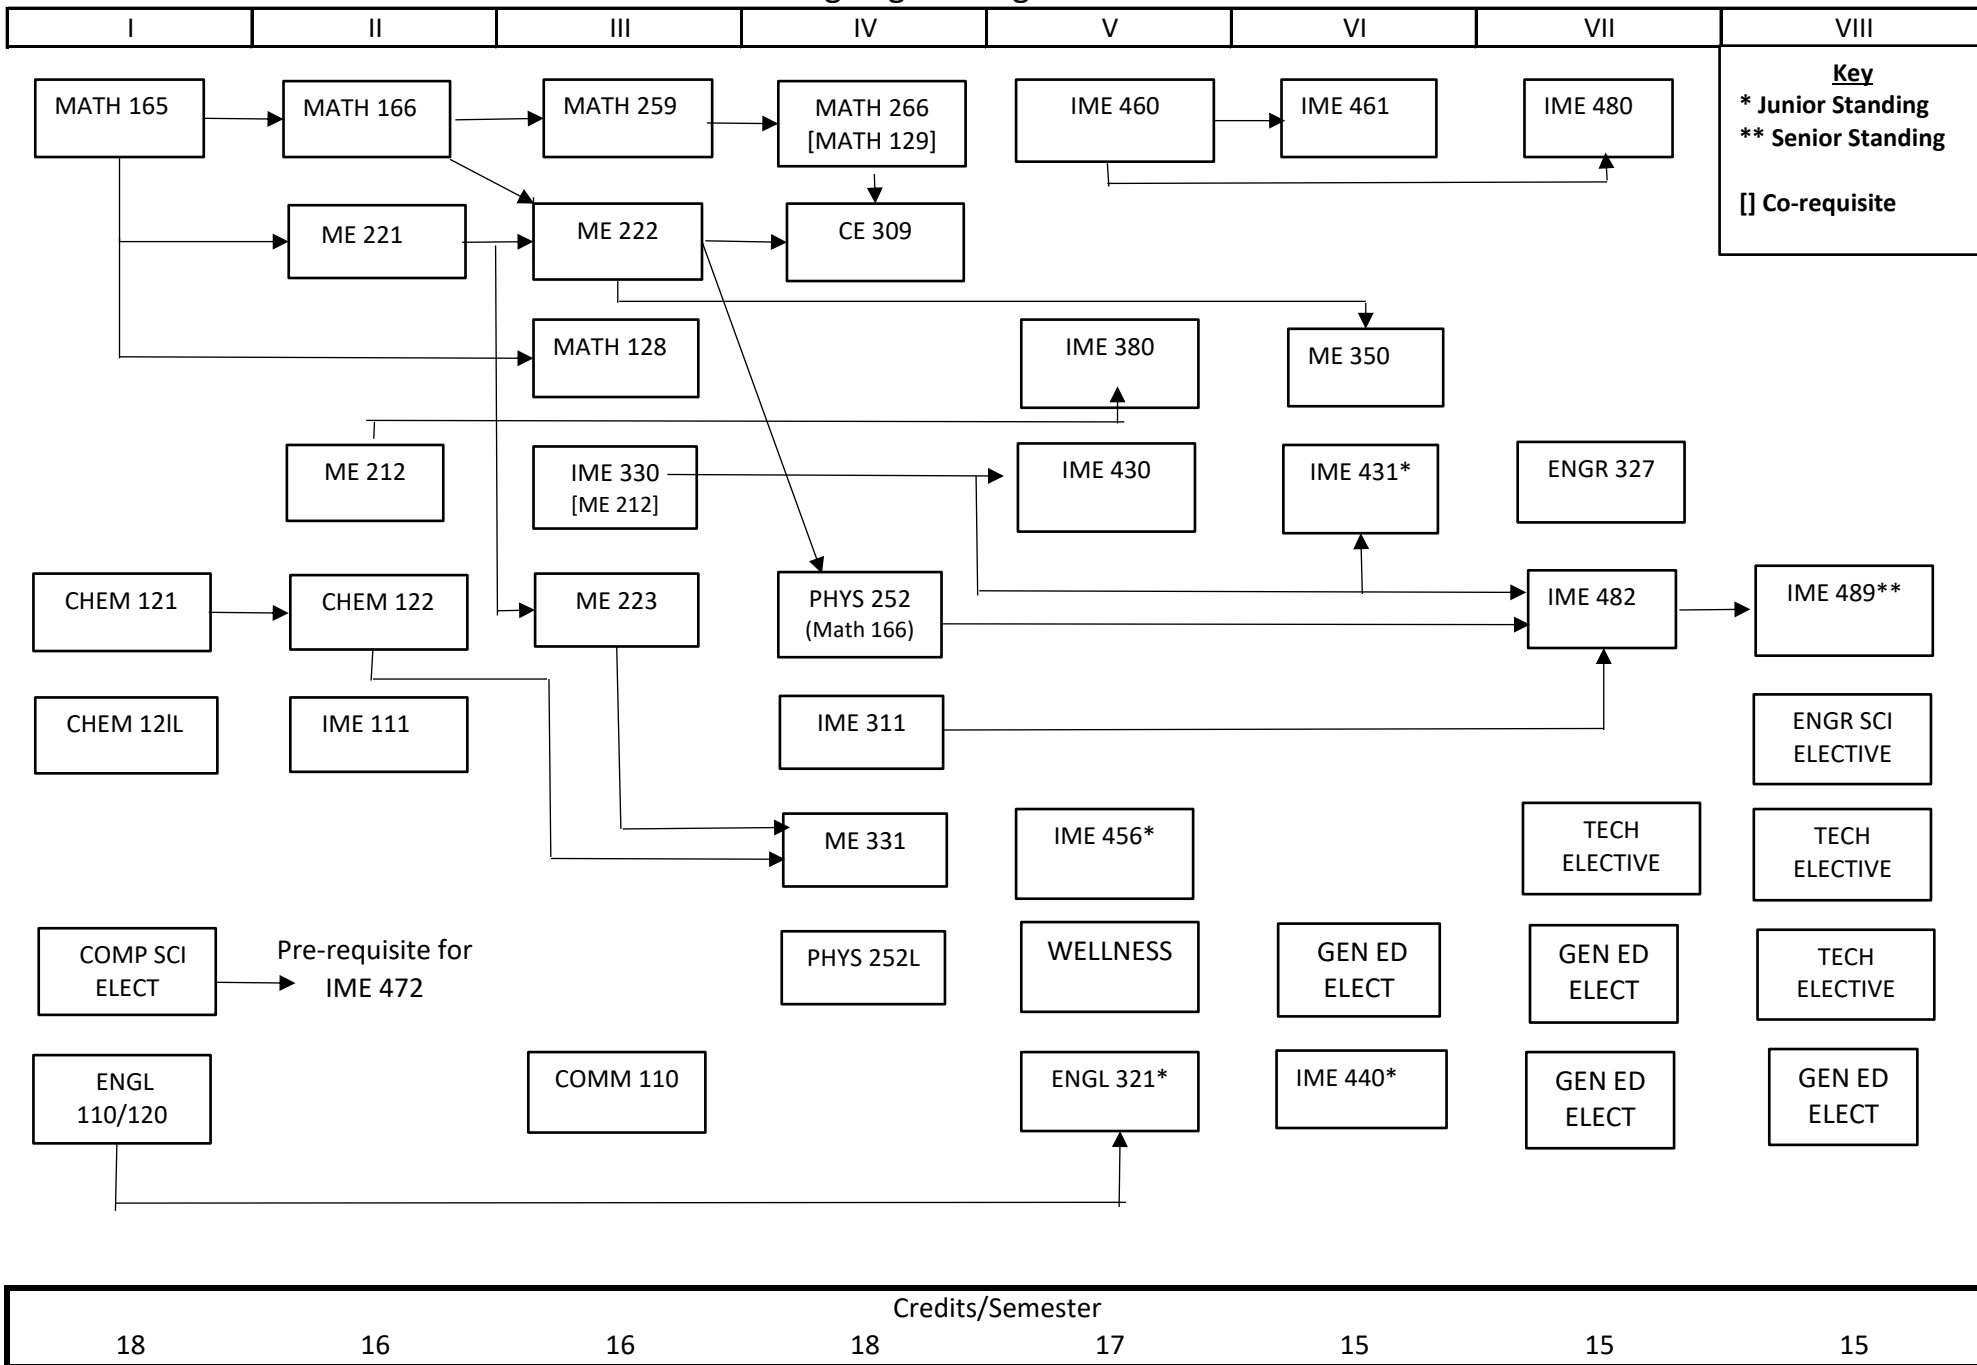 I II III IV V VI VII VIII
Key
* Junior Standing
** Senior Standing
[] Co-requisite
MATH 165
MATH 166
MATH 259
MATH 266
[MATH 129]
IME 460
IME 461
IME 480
ME 221
ME 222
CE 309
MATH 128
IME 380
ME 350
ME 212
IME 330
[ME 212]
IME 430
IME 431*
ENGR 327
CHEM 121
CHEM 122
ME 223
PHYS 252
(Math 166)
IME 482
IME 489**
CHEM 12lL
IME 111
IME 311
ENGR SCI
ELECTIVE
ME 331
IME 456*
TECH
ELECTIVE
TECH
ELECTIVE
COMP SCI
ELECT
Pre-requisite for
IME 472
PHYS 252L
WELLNESS
GEN ED
ELECT
GEN ED
ELECT
TECH
ELECTIVE
ENGL
110/120
COMM 110
ENGL 321*
IME 440*
GEN ED
ELECT
GEN ED
ELECT
Credits/Semester
18 16 16 18 17 15 15 15